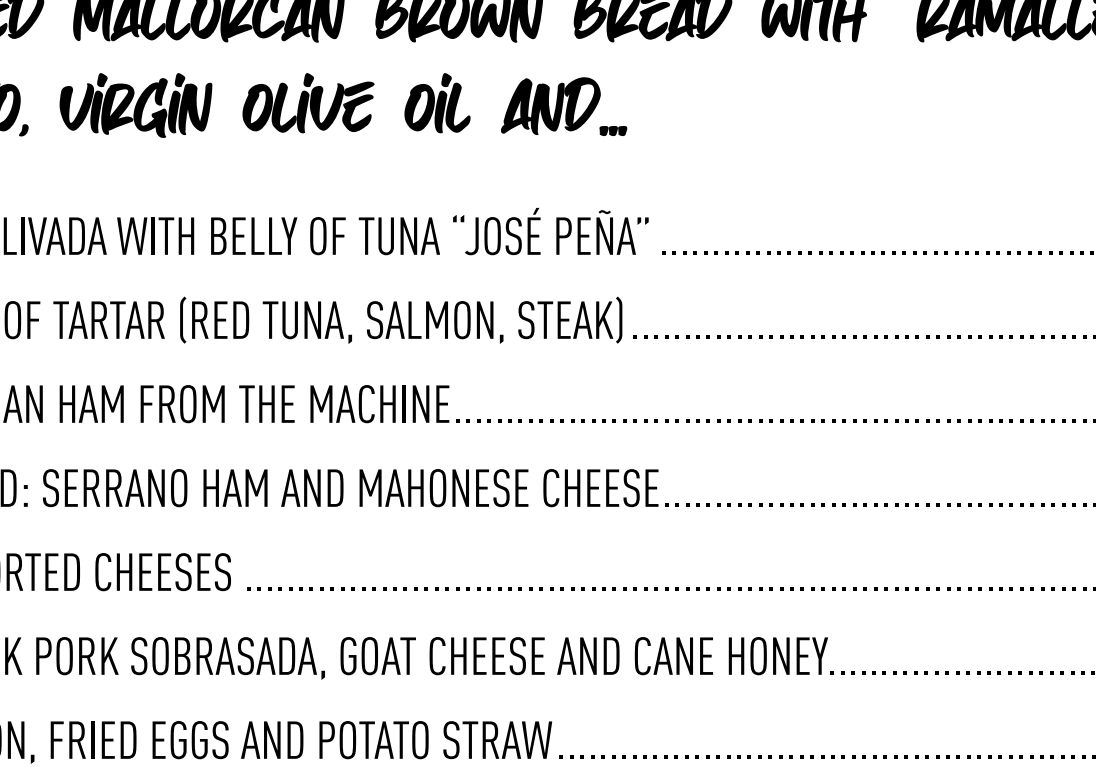 ED MALLORCAN BROWN BREAD WITH RAMALLE
O, VIRGIN OLIVE OIL AND...
LIVADA WITH BELLY OF TUNA “JOSÉ PEÑA”
OF TARTAR (RED TUNA, SALMON, STEAK)
AN HAM FROM THE MACHINE
D: SERRANO HAM AND MAHONESE CHEESE
ORTED CHEESES
K PORK SOBRASADA, GOAT CHEESE AND CANE HONEY
ON, FRIED EGGS AND POTATO STRAW